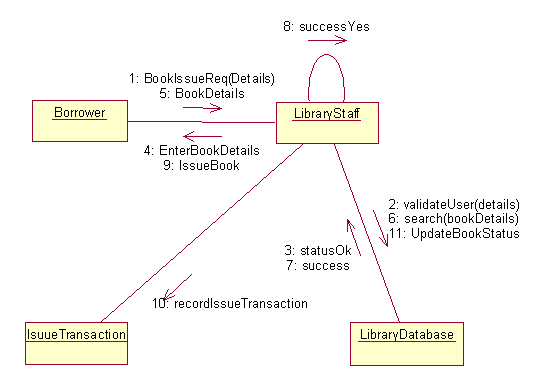 8: successYes
1: BookIssueReq(Details)
5: BookDetails
Borrower
LibraryStaff
4: EnterBookDetails
9: IssueBook
2: validateUser(details)
6: search(bookDetails)
11: UpdateBookStatus
3: statusOk
7: success
10: recordIssueTransaction
IsuueTransaction
LibraryDatabase